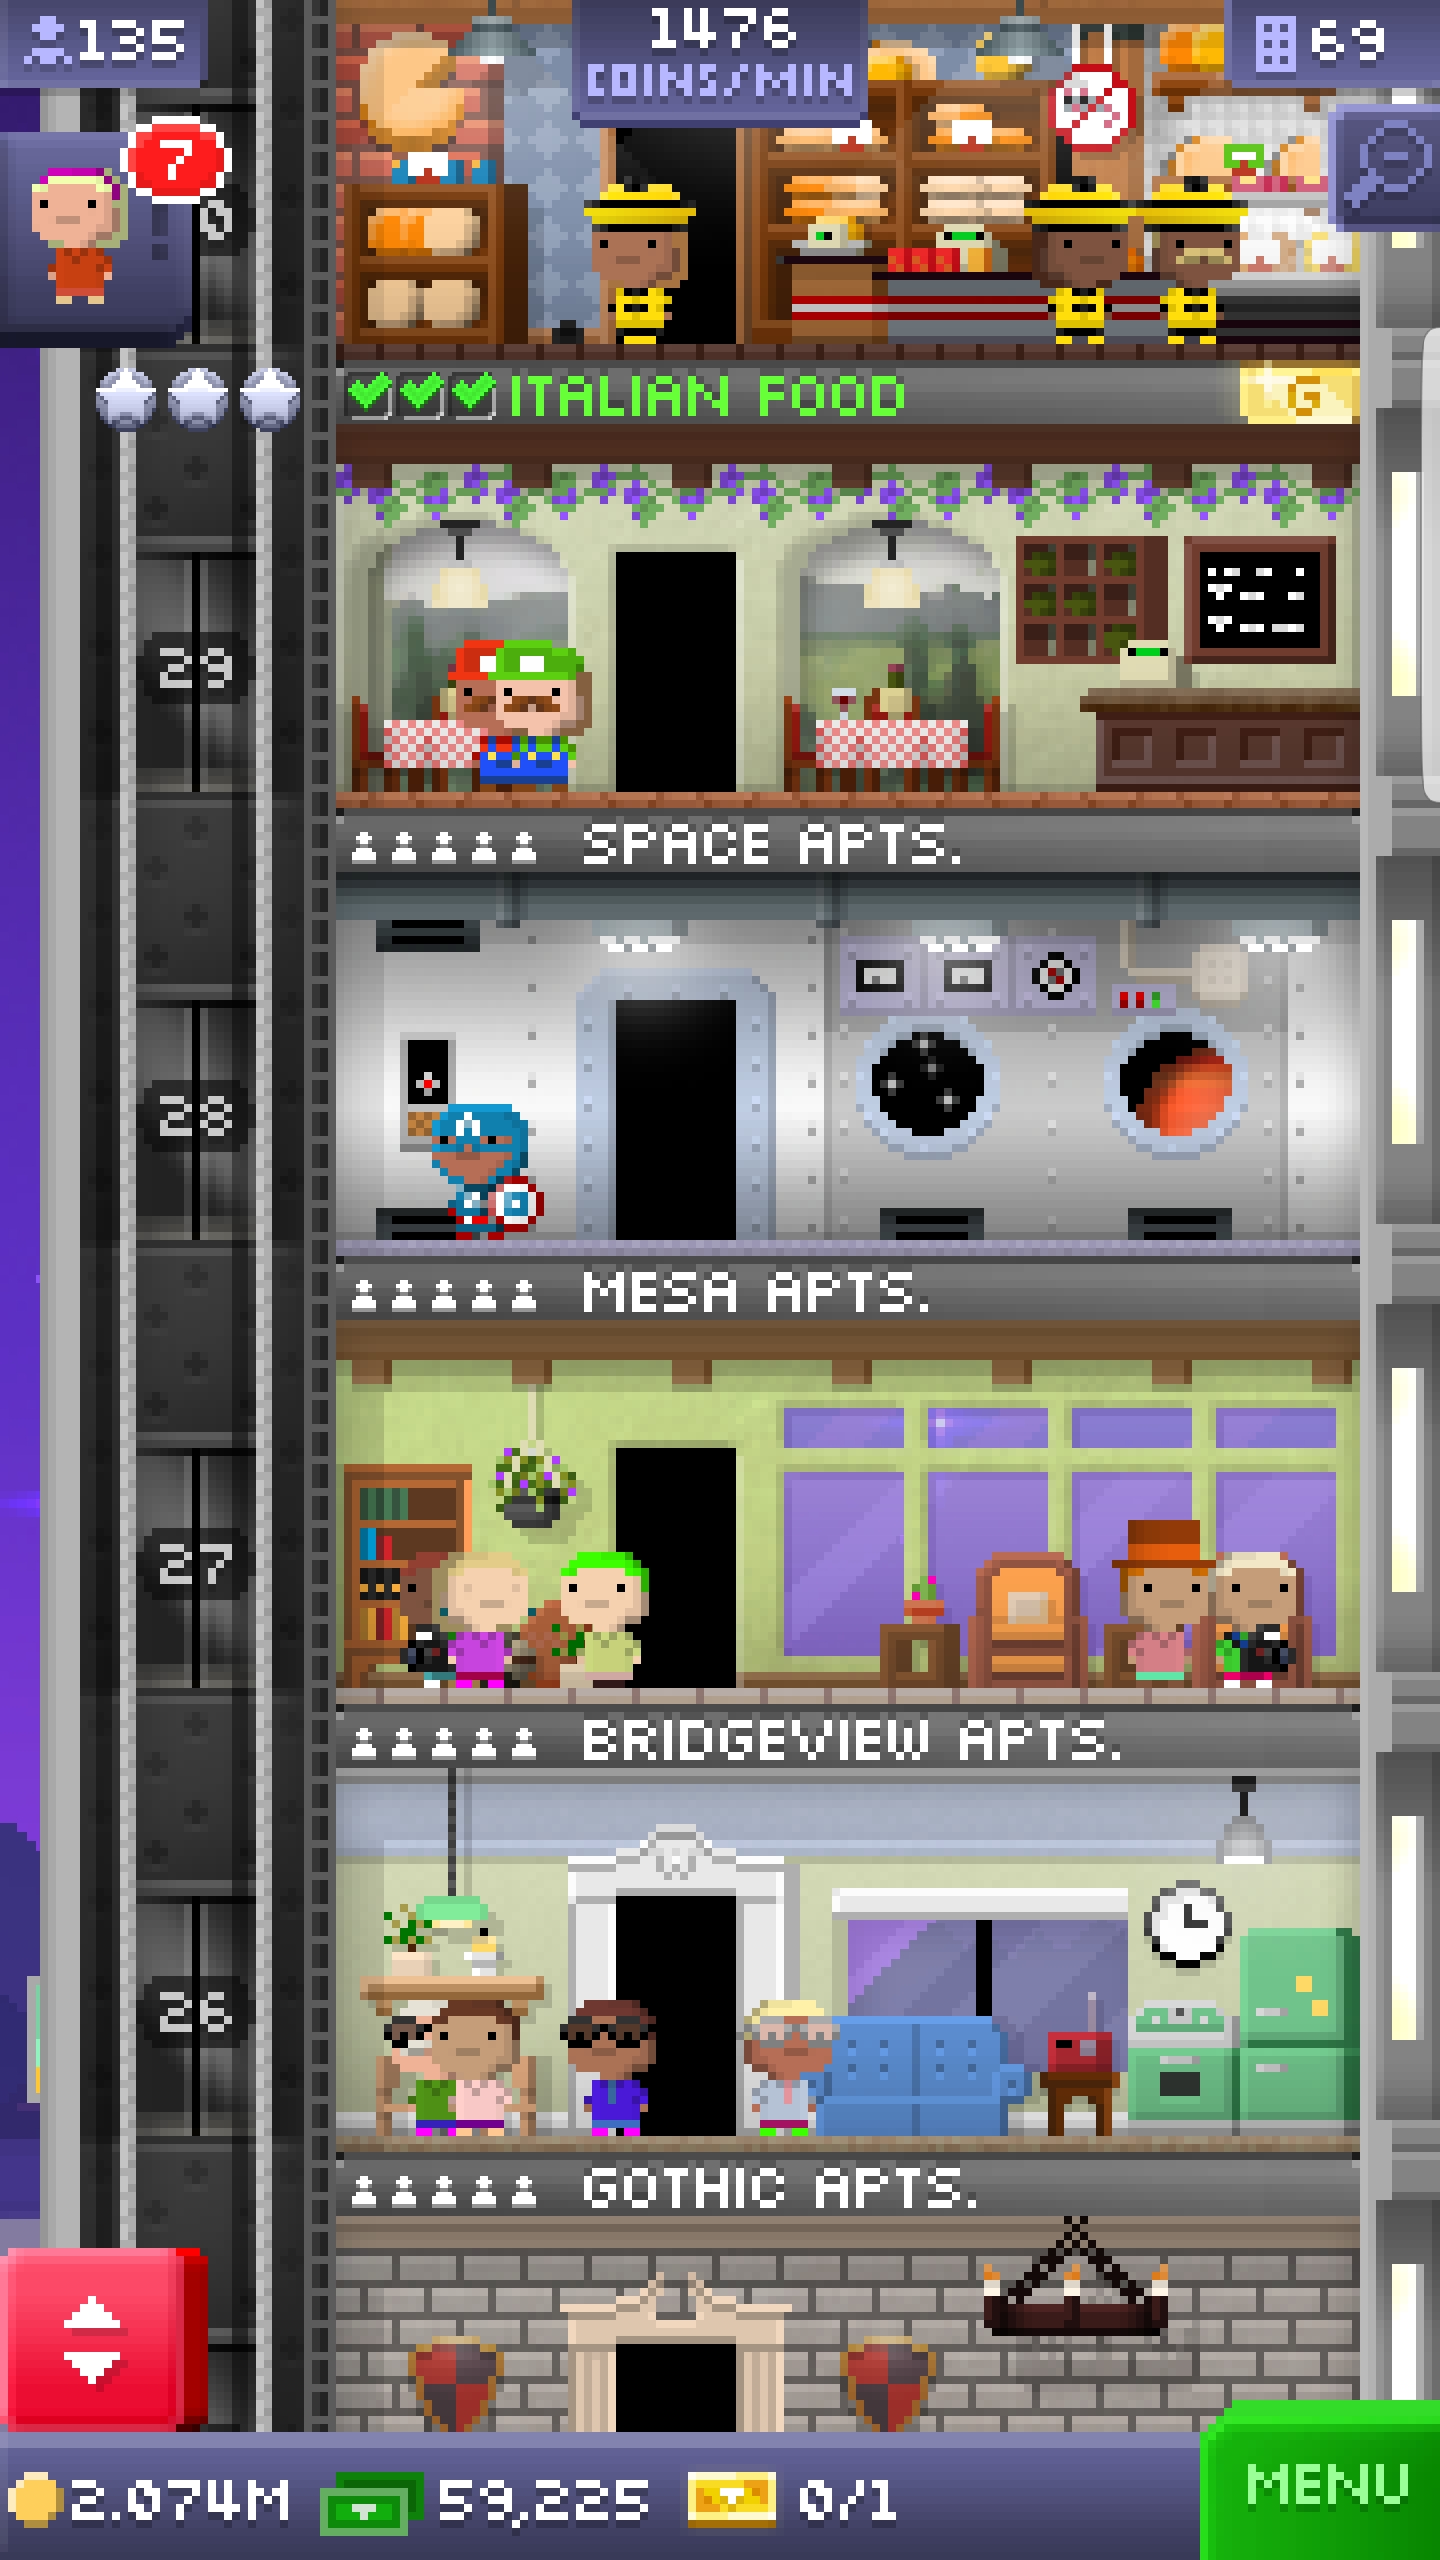 135
1476
COINS/MIN
69
7
0
ITALIAN FOOD
G
29
SPACE APTS.
28
MESA APTS.
27
BRIDGEVIEW APTS.
26
GOTHIC APTS.
2.074M
59,225
0/1
MENU